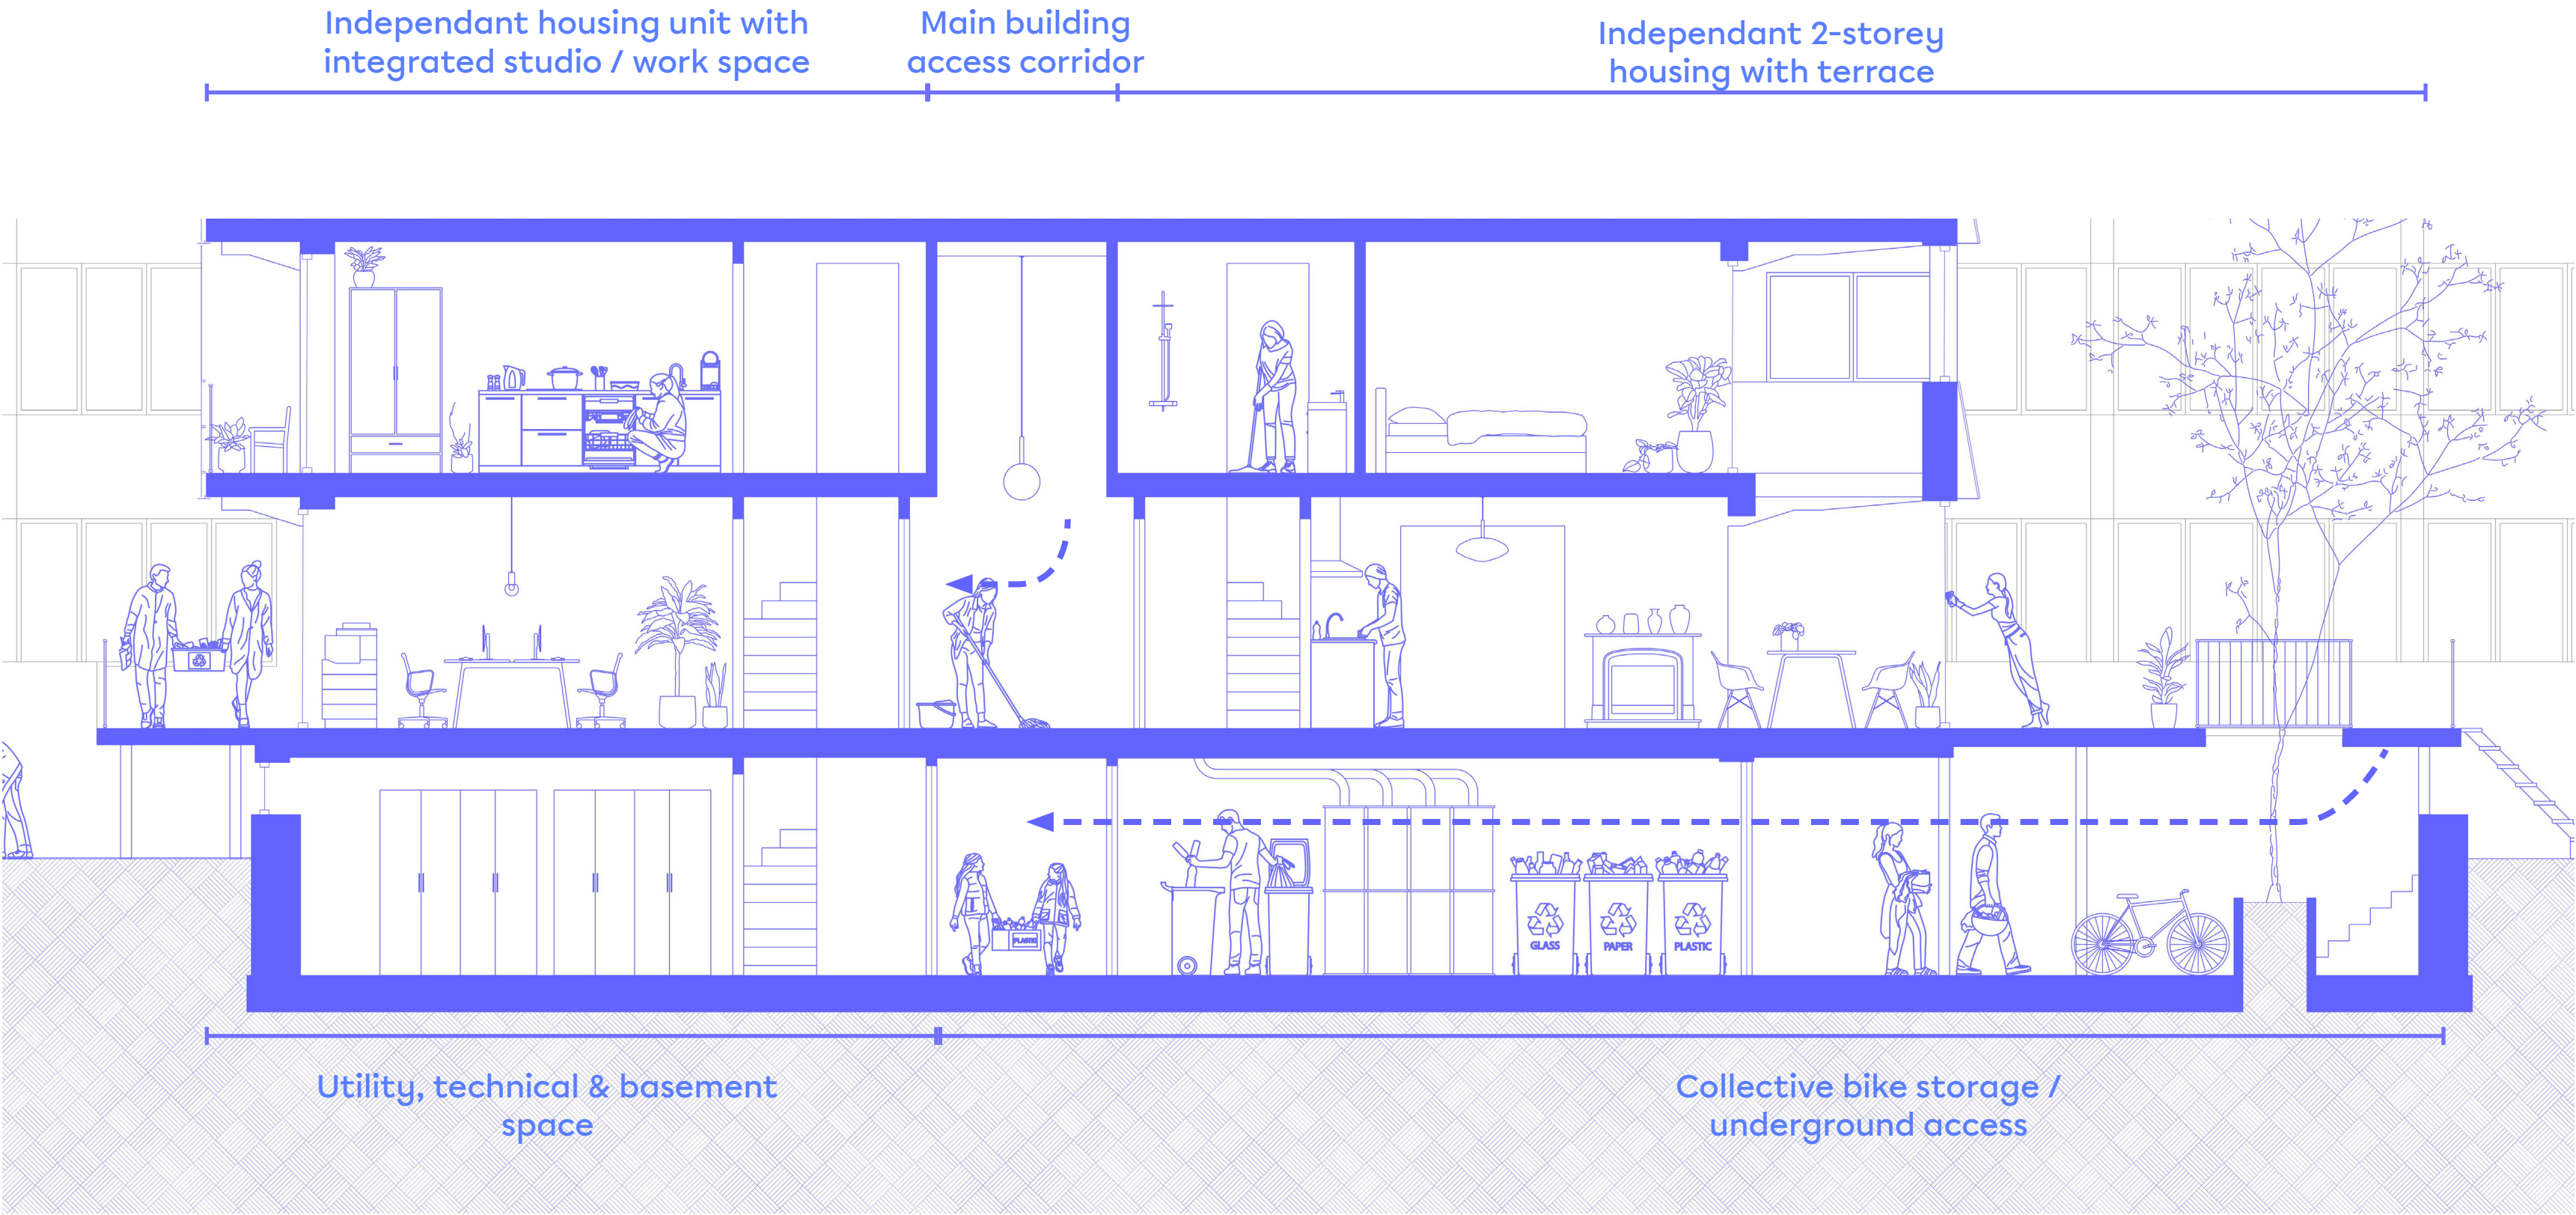 Independant housing unit with
integrated studio / work space
Main building
access corridor
Independant 2-storey
housing with terrace
PLASTIC
GLASS
PAPER
PLASTIC
Utility, technical & basement
space
Collective bike storage /
underground access